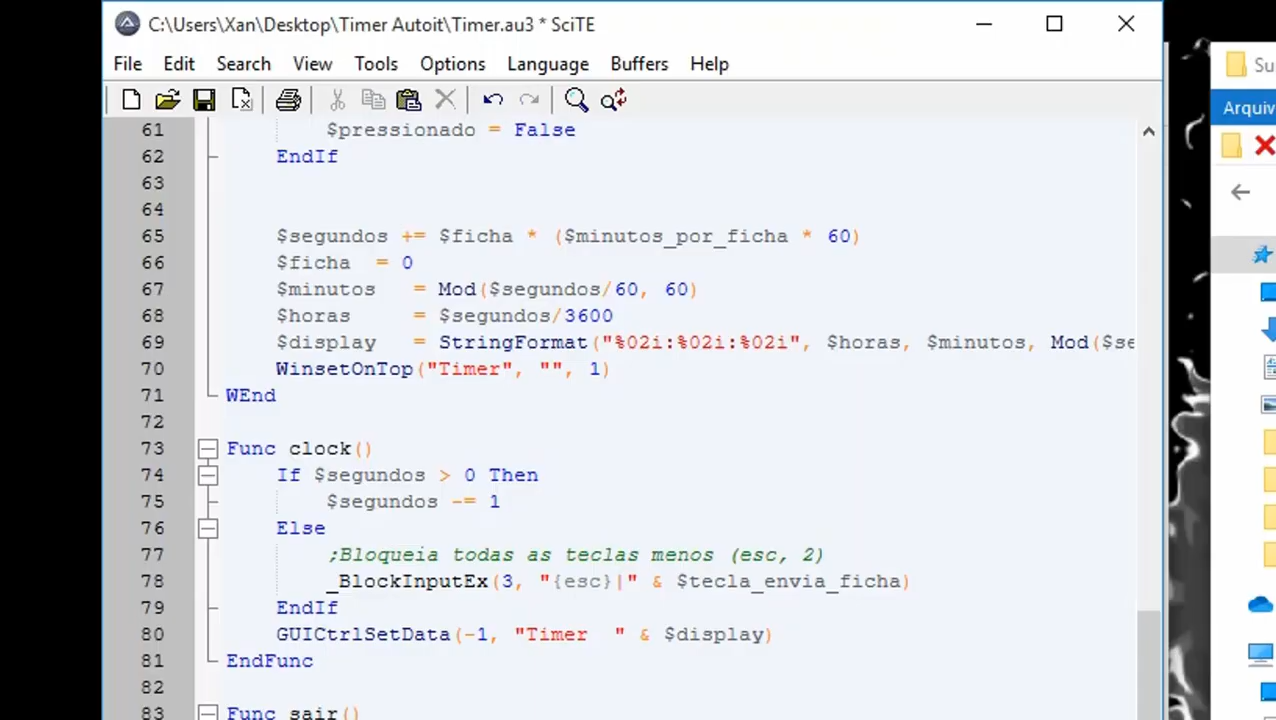 C:\Users\Xan\Desktop\Timer Autoit\Timer.au3 * SciTE
File Edit Search View Tools Options Language Buffers Help
61 $pressionado = False
62 EndIf
63
64
65 $segundos += $ficha * ($minutos_por_ficha * 60)
66 $ficha = 0
67 $minutos = Mod($segundos/60, 60)
68 $horas = $segundos/3600
69 $display = StringFormat("%02i:%02i:%02i", $horas, $minutos, Mod($se
70 WinsetOnTop("Timer", "", 1)
71 WEnd
72
73 Func clock()
74 If $segundos > 0 Then
75 $segundos -= 1
76 Else
77 ;Bloqueia todas as teclas menos (esc, 2)
78 _BlockInputEx(3, "{esc}|" & $tecla_envia_ficha)
79 EndIf
80 GUICtrlSetData(-1, "Timer  " & $display)
81 EndFunc
82
83 Func sair()
Su
Arquiv